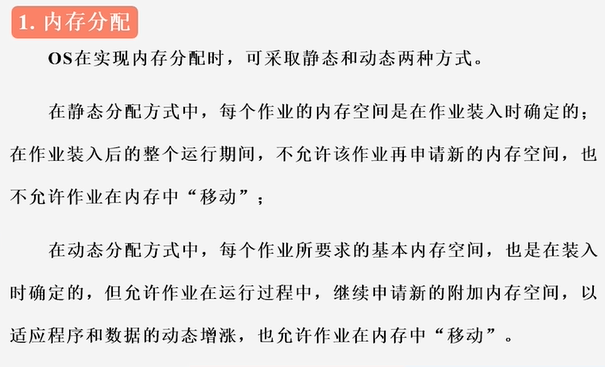 1. 内存分配
OS在实现内存分配时，可采取静态和动态两种方式。
在静态分配方式中，每个作业的内存空间是在作业装入时确定的；
在作业装入后的整个运行期间，不允许该作业再申请新的内存空间，也
不允许作业在内存中“移动”；
在动态分配方式中，每个作业所要求的基本内存空间，也是在装入
时确定的，但允许作业在运行过程中，继续申请新的附加内存空间，以
适应程序和数据的动态增涨，也允许作业在内存中“移动”。